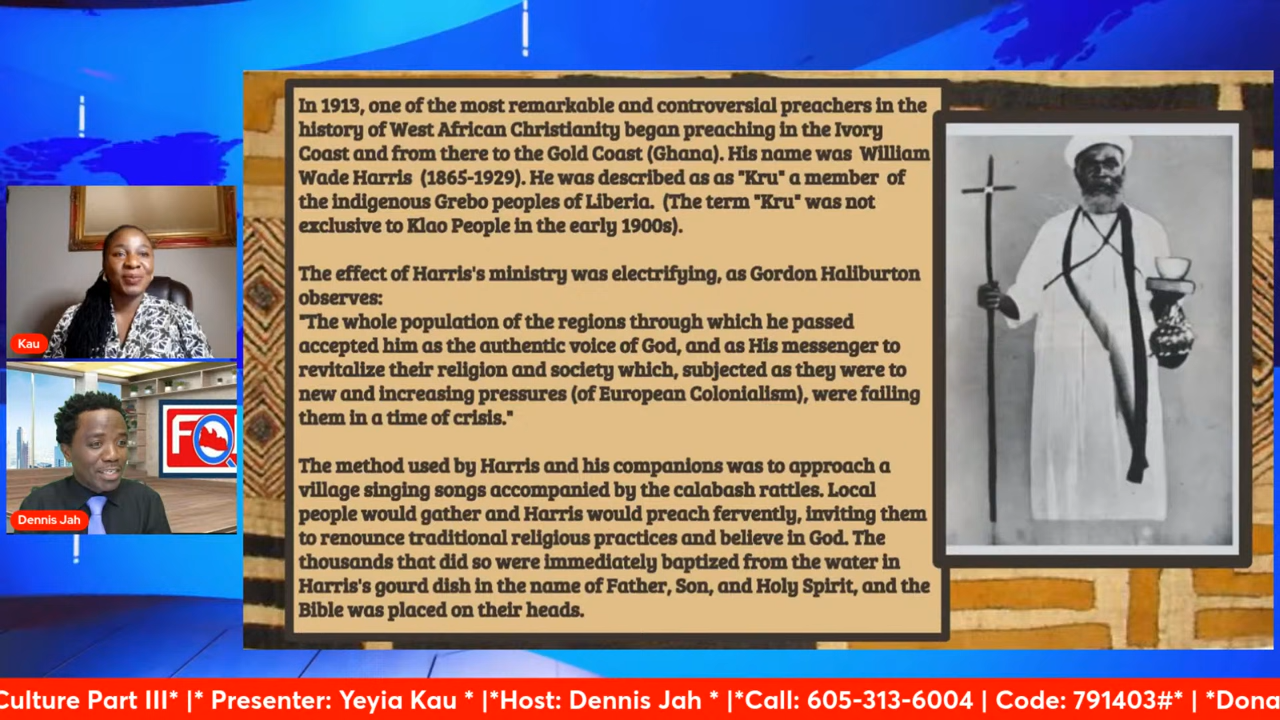 In 1913, one of the most remarkable and controversial preachers in the
history of West African Christianity began preaching in the Ivory
Coast and from there to the Gold Coast (Ghana). His name was William
Wade Harris (1865-1929). He was described as as "Kru" a member of
the indigenous Grebo peoples of Liberia. (The term "Kru" was not
exclusive to Klao People in the early 1900s).
The effect of Harris's ministry was electrifying, as Gordon Haliburton
observes:
"The whole population of the regions through which he passed
accepted him as the authentic voice of God, and as His messenger to
revitalize their religion and society which, subjected as they were to
new and increasing pressures (of European Colonialism), were failing
them in a time of crisis."
The method used by Harris and his companions was to approach a
village singing songs accompanied by the calabash rattles. Local
people would gather and Harris would preach fervently, inviting them
to renounce traditional religious practices and believe in God. The
thousands that did so were immediately baptized from the water in
Harris's gourd dish in the name of Father, Son, and Holy Spirit, and the
Bible was placed on their heads.
Kau
FQ
Dennis Jah
Culture Part III* |* Presenter: Yeyia Kau * |*Host: Dennis Jah * |*Call: 605-313-6004 | Code: 791403#* | *Dona